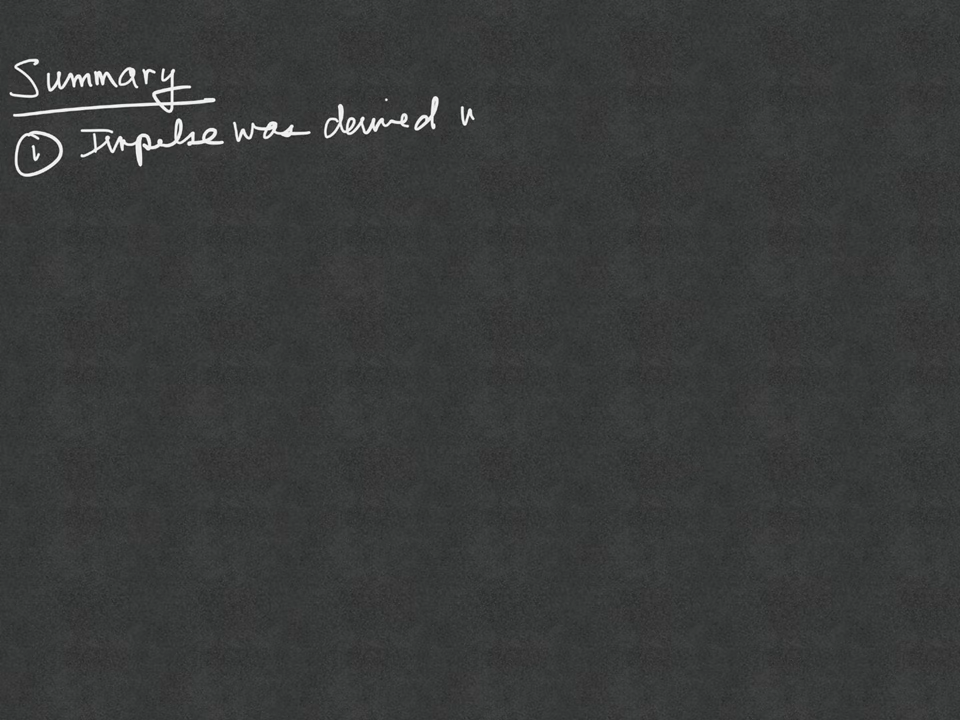 Summary
① Impulse was derived